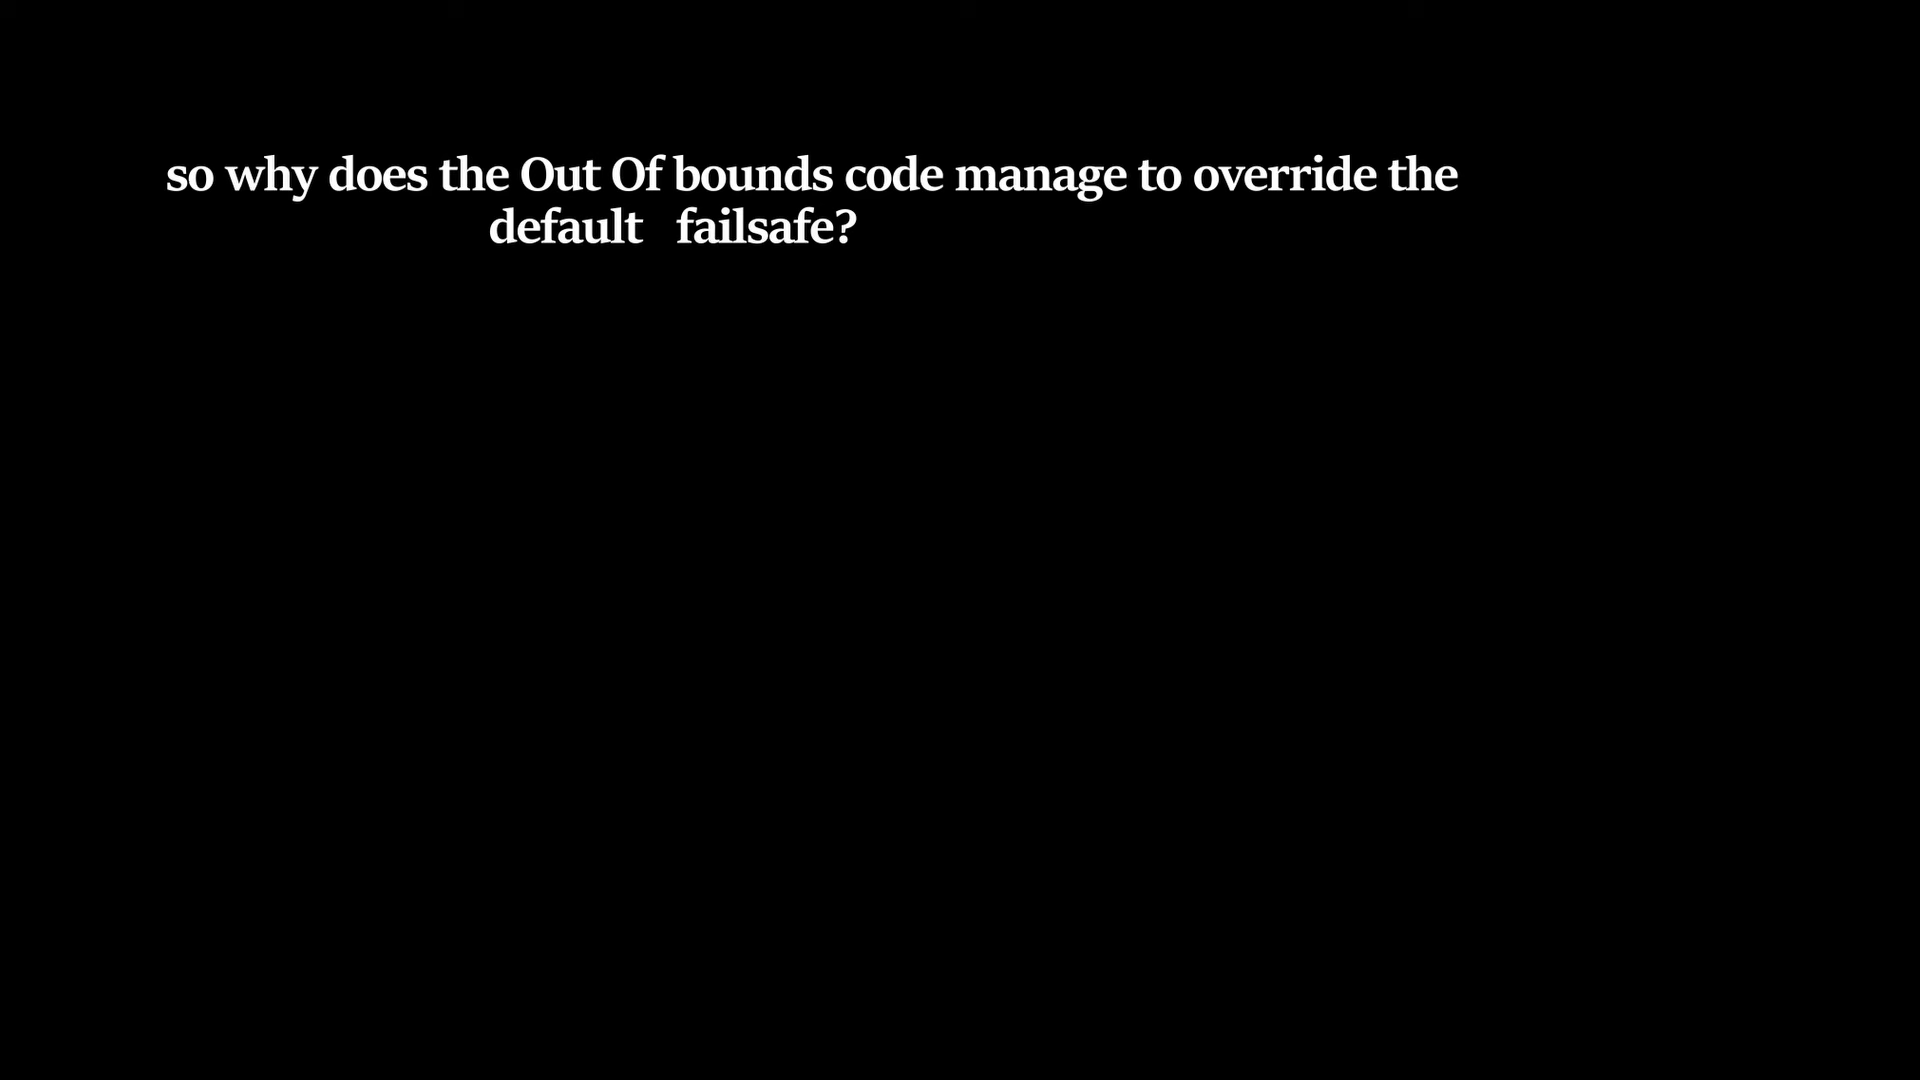 so why does the Out Of bounds code manage to override the
default failsafe?